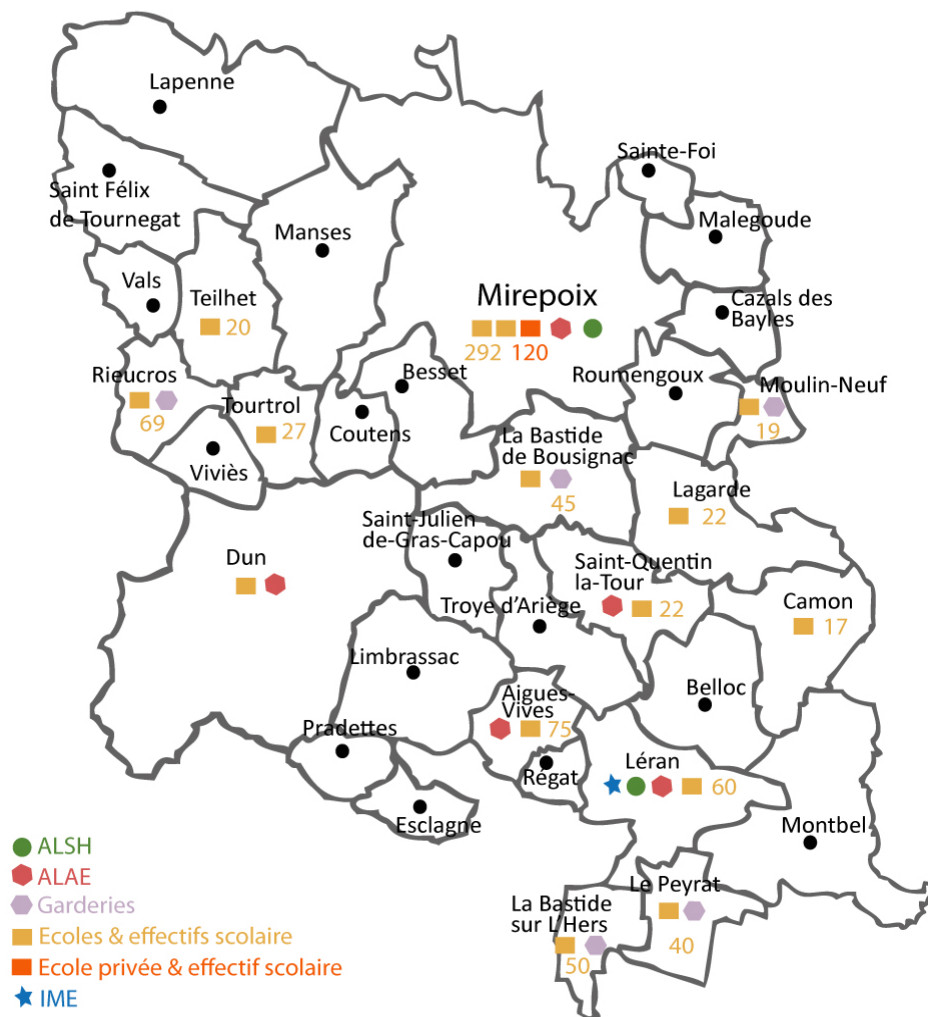 Lapenne
Sainte-Foi
Saint Félix
de Tournegat
Malegoude
Manses
Vals
Teilhet
20
Mirepoix
292 120
Cazals des
Bayles
Rieucros
69
Besset
Roumengoux
Moulin-Neuf
19
Tourtrol
27
Coutens
La Bastide
de Bousignac
45
Viviès
Lagarde
22
Saint-Julien
de-Gras-Capou
Dun
Saint-Quentin
la-Tour
22
Troye d'Ariège
Camon
17
Limbrassac
Aigues-
Vives
75
Belloc
Pradettes
Régat
Léran
60
Esclagne
Montbel
ALSH
ALAE
Garderies
Ecoles & effectifs scolaire
Ecole privée & effectif scolaire
IME
La Bastide
sur L'Hers
50
Le Peyrat
40